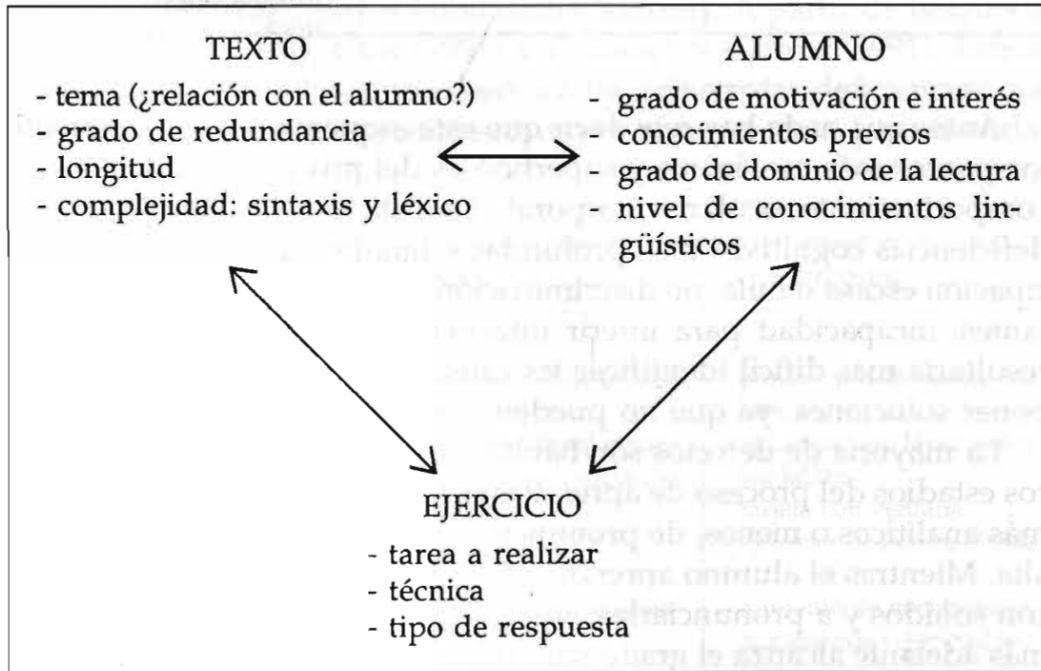 TEXTO
- tema (¿relación con el alumno?)
- grado de redundancia
- longitud
- complejidad: sintaxis y léxico
ALUMNO
- grado de motivación e interés
- conocimientos previos
- grado de dominio de la lectura
- nivel de conocimientos lin-
güísticos
EJERCICIO
- tarea a realizar
- técnica
- tipo de respuesta